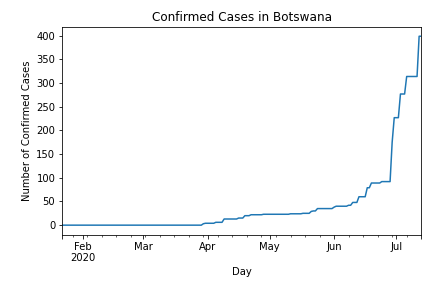 Confirmed Cases in Botswana
Number of Confirmed Cases
400
350
300
250
200
150
100
50
0
Feb Mar Apr May Jun Jul
2020
Day